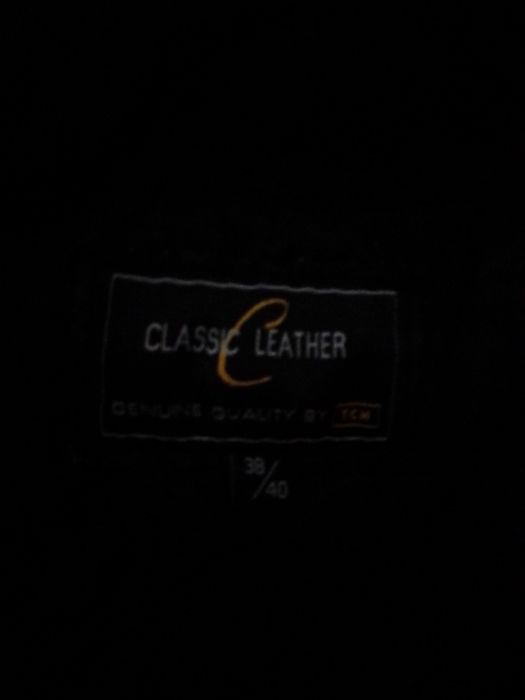 CLASSIC LEATHER
C
GENUINE QUALITY BY TCM
38/40